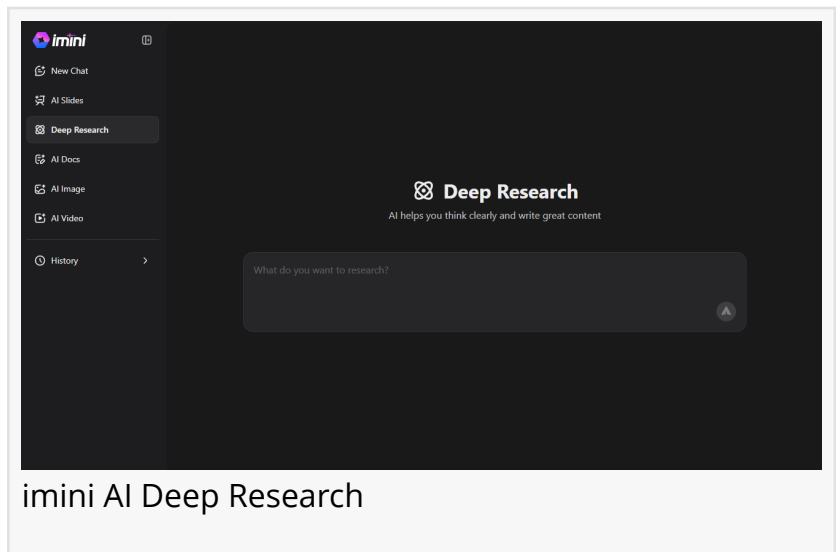 imini
New Chat
AI Slides
Deep Research
AI Docs
AI Image
AI Video
History
Deep Research
AI helps you think clearly and write great content
What do you want to research?
imini AI Deep Research